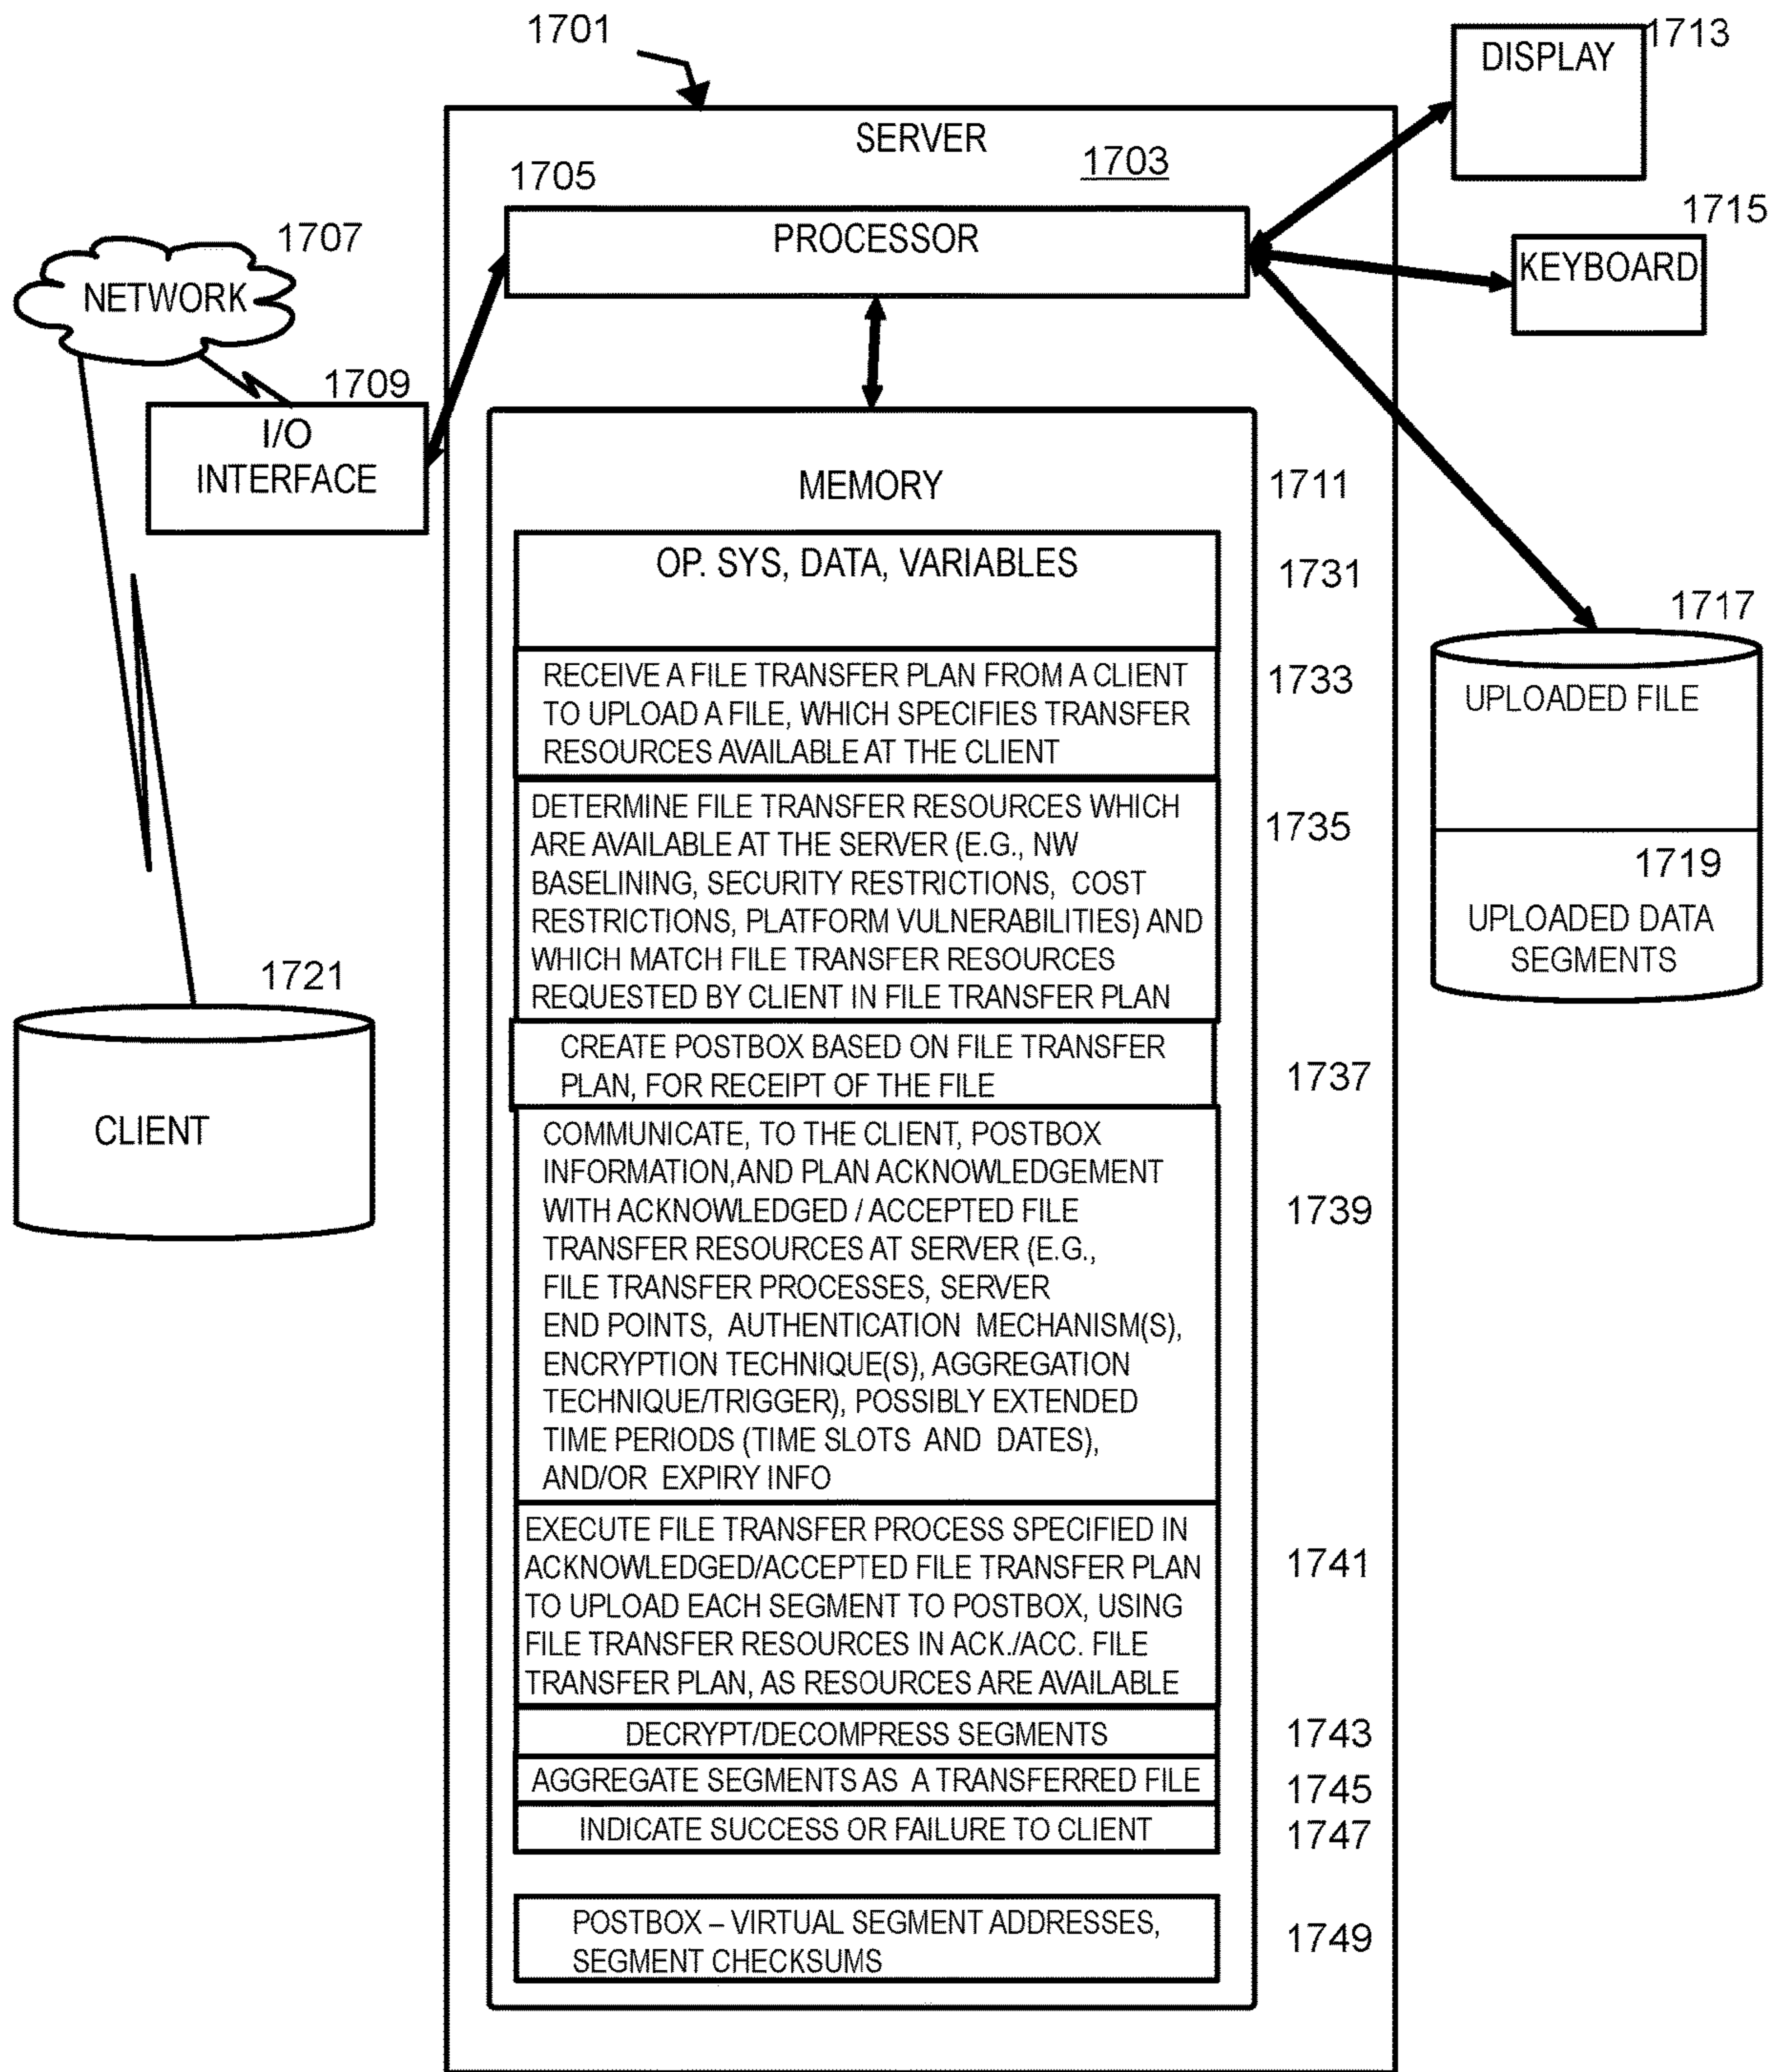 1701
1713
DISPLAY
SERVER
1703
1705
PROCESSOR
1715
KEYBOARD
1707
NETWORK
1709
I/O
INTERFACE
MEMORY
1711
OP. SYS, DATA, VARIABLES
1731
RECEIVE A FILE TRANSFER PLAN FROM A CLIENT
TO UPLOAD A FILE, WHICH SPECIFIES TRANSFER
RESOURCES AVAILABLE AT THE CLIENT
1733
1717
UPLOADED FILE
1719
UPLOADED DATA
SEGMENTS
DETERMINE FILE TRANSFER RESOURCES WHICH
ARE AVAILABLE AT THE SERVER (E.G., NW
BASELINING, SECURITY RESTRICTIONS, COST
RESTRICTIONS, PLATFORM VULNERABILITIES) AND
WHICH MATCH FILE TRANSFER RESOURCES
REQUESTED BY CLIENT IN FILE TRANSFER PLAN
1735
1721
CLIENT
CREATE POSTBOX BASED ON FILE TRANSFER
PLAN, FOR RECEIPT OF THE FILE
1737
COMMUNICATE, TO THE CLIENT, POSTBOX
INFORMATION,AND PLAN ACKNOWLEDGEMENT
WITH ACKNOWLEDGED / ACCEPTED FILE
TRANSFER RESOURCES AT SERVER (E.G.,
FILE TRANSFER PROCESSES, SERVER
END POINTS, AUTHENTICATION MECHANISM(S),
ENCRYPTION TECHNIQUE(S), AGGREGATION
TECHNIQUE/TRIGGER), POSSIBLY EXTENDED
TIME PERIODS (TIME SLOTS AND DATES),
AND/OR EXPIRY INFO
1739
EXECUTE FILE TRANSFER PROCESS SPECIFIED IN
ACKNOWLEDGED/ACCEPTED FILE TRANSFER PLAN
TO UPLOAD EACH SEGMENT TO POSTBOX, USING
FILE TRANSFER RESOURCES IN ACK./ACC. FILE
TRANSFER PLAN, AS RESOURCES ARE AVAILABLE
1741
DECRYPT/DECOMPRESS SEGMENTS
1743
AGGREGATE SEGMENTS AS A TRANSFERRED FILE
1745
INDICATE SUCCESS OR FAILURE TO CLIENT
1747
POSTBOX – VIRTUAL SEGMENT ADDRESSES,
SEGMENT CHECKSUMS
1749